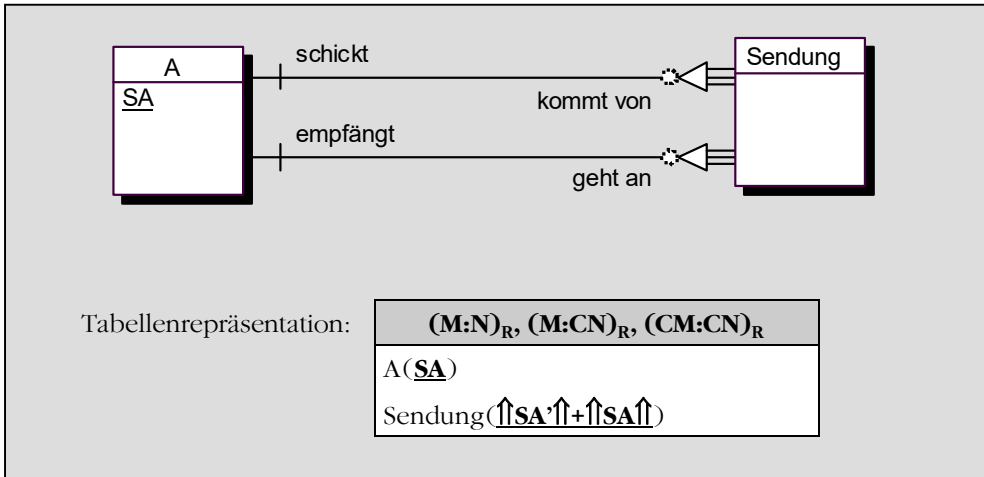 schickt
A
Sendung
SA
kommt von
empfängt
geht an
Tabellenrepräsentation:
(M:N)R, (M:CN)R, (CM:CN)R
A(SA)
Sendung(⇑SA'⇑+⇑SA⇑)